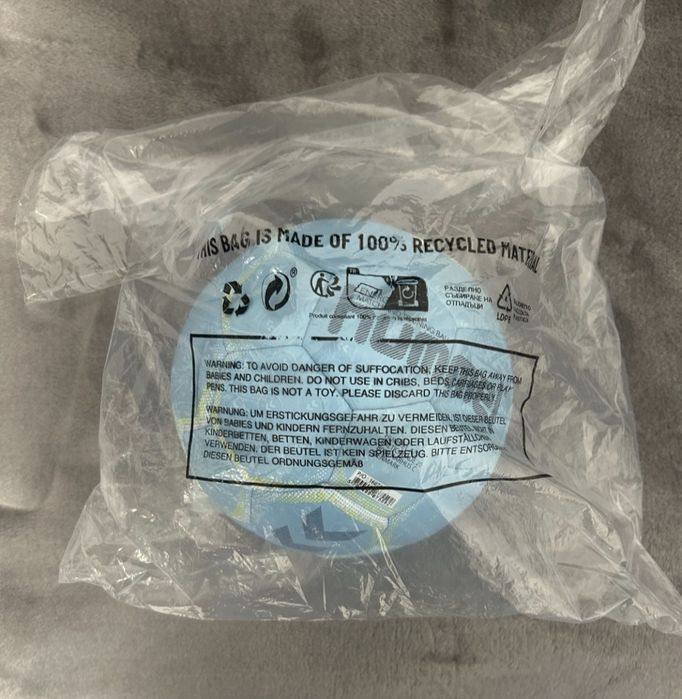 THIS BAG IS MADE OF 100% RECYCLED MATERIAL
FR
РАЗДЕЛНО
СЪБИРАНЕ НА
ОТПАДЪЦИ
LDPE
hummel
WARNING: TO AVOID DANGER OF SUFFOCATION, KEEP THIS BAG AWAY FROM
BABIES AND CHILDREN. DO NOT USE IN CRIBS, BEDS, CARRIAGES OR PLAY
PENS. THIS BAG IS NOT A TOY. PLEASE DISCARD THIS BAG PROPERLY.
WARNUNG: UM ERSTICKUNGSGEFAHR ZU VERMEIDEN, IST DIESER BEUTEL
VON BABIES UND KINDERN FERNZUHALTEN. DIESEN BEUTEL NICHT IN
KINDERBETTEN, BETTEN, KINDERWAGEN ODER LAUFSTÄLLEN
VERWENDEN. DER BEUTEL IST KEIN SPIELZEUG. BITTE ENTSORGEN
DIESEN BEUTEL ORDNUNGSGEMÄß